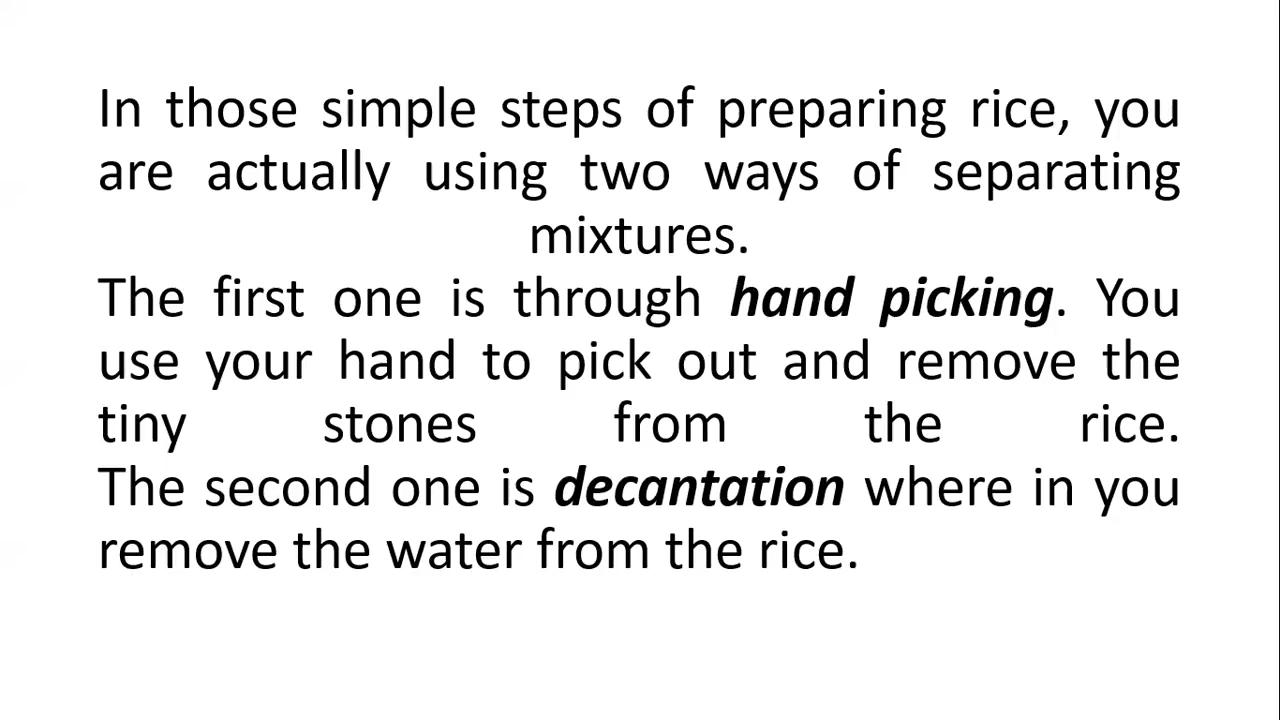 In those simple steps of preparing rice, you
are actually using two ways of separating
mixtures.
The first one is through hand picking. You
use your hand to pick out and remove the
tiny stones from the rice.
The second one is decantation where in you
remove the water from the rice.